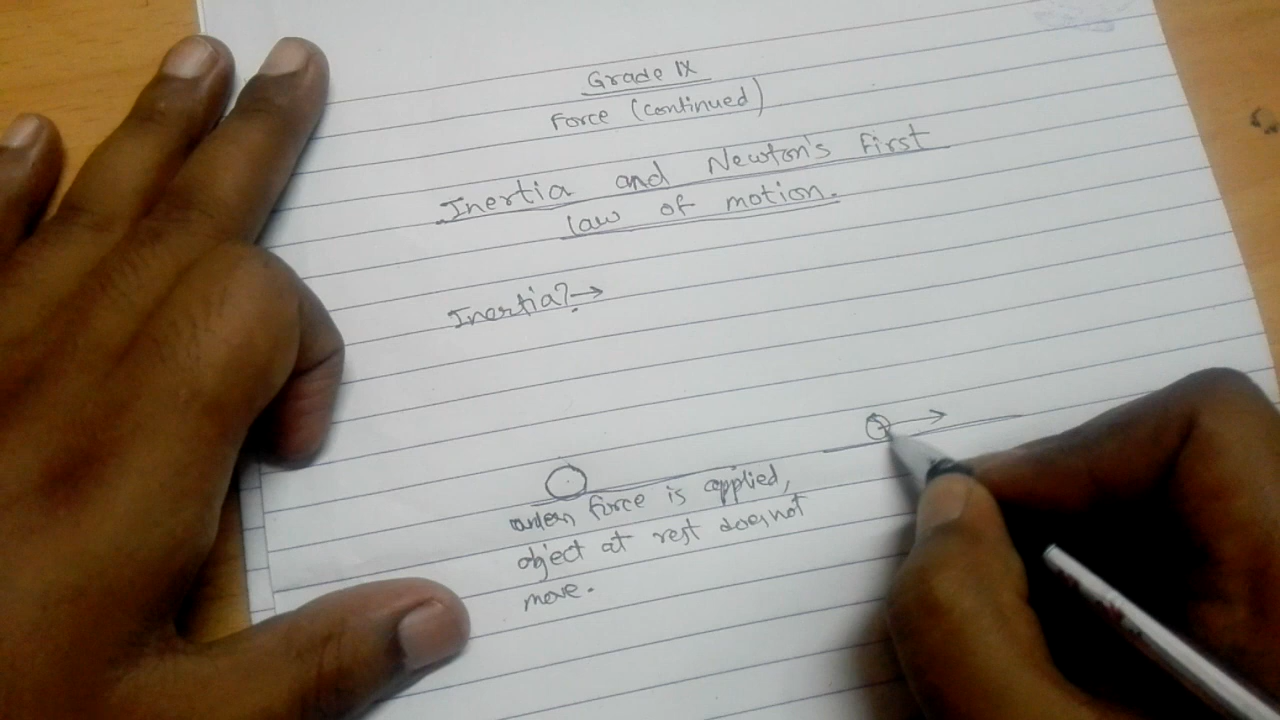 Grade IX
Force (continued)
Inertia and Newton's first
law of motion.
Inertia? →
unless force is applied,
object at rest does not
move.